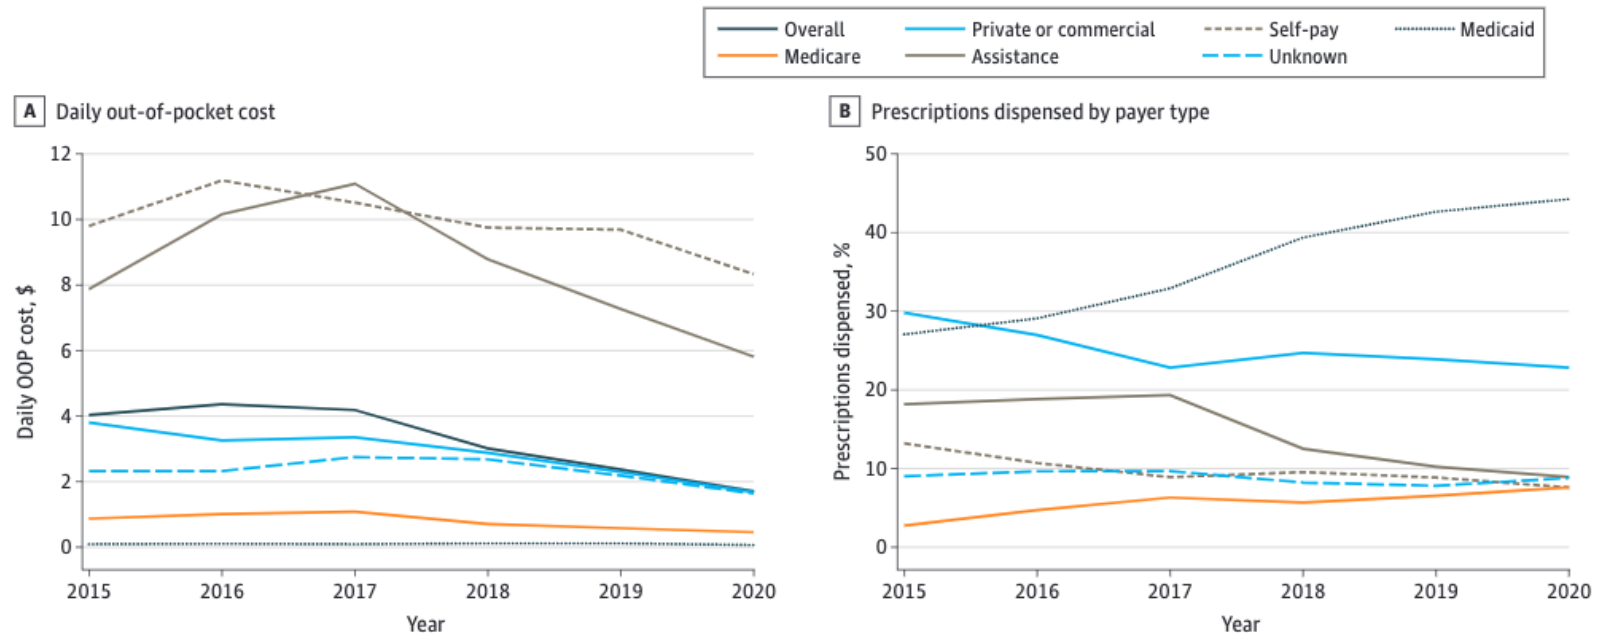 Overall Private or commercial Self-pay Medicaid
Medicare Assistance Unknown
A Daily out-of-pocket cost
12
10
8
6
4
2
0
Daily OOP cost, $
2015 2016 2017 2018 2019 2020
Year
B Prescriptions dispensed by payer type
50
40
30
20
10
0
Prescriptions dispensed, %
2015 2016 2017 2018 2019 2020
Year